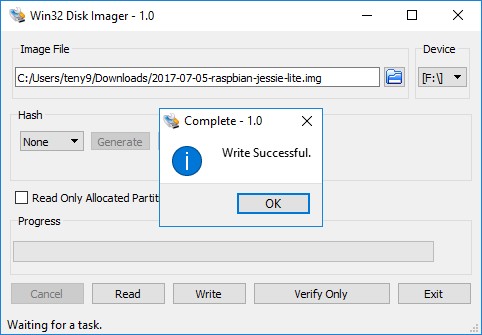 Win32 Disk Imager - 1.0
Image File
Device
C:/Users/teny9/Downloads/2017-07-05-raspbian-jessie-lite.img
[F:\]
Hash
None
Generate
Complete - 1.0
Write Successful.
OK
Read Only Allocated Partit
Progress
Cancel
Read
Write
Verify Only
Exit
Waiting for a task.